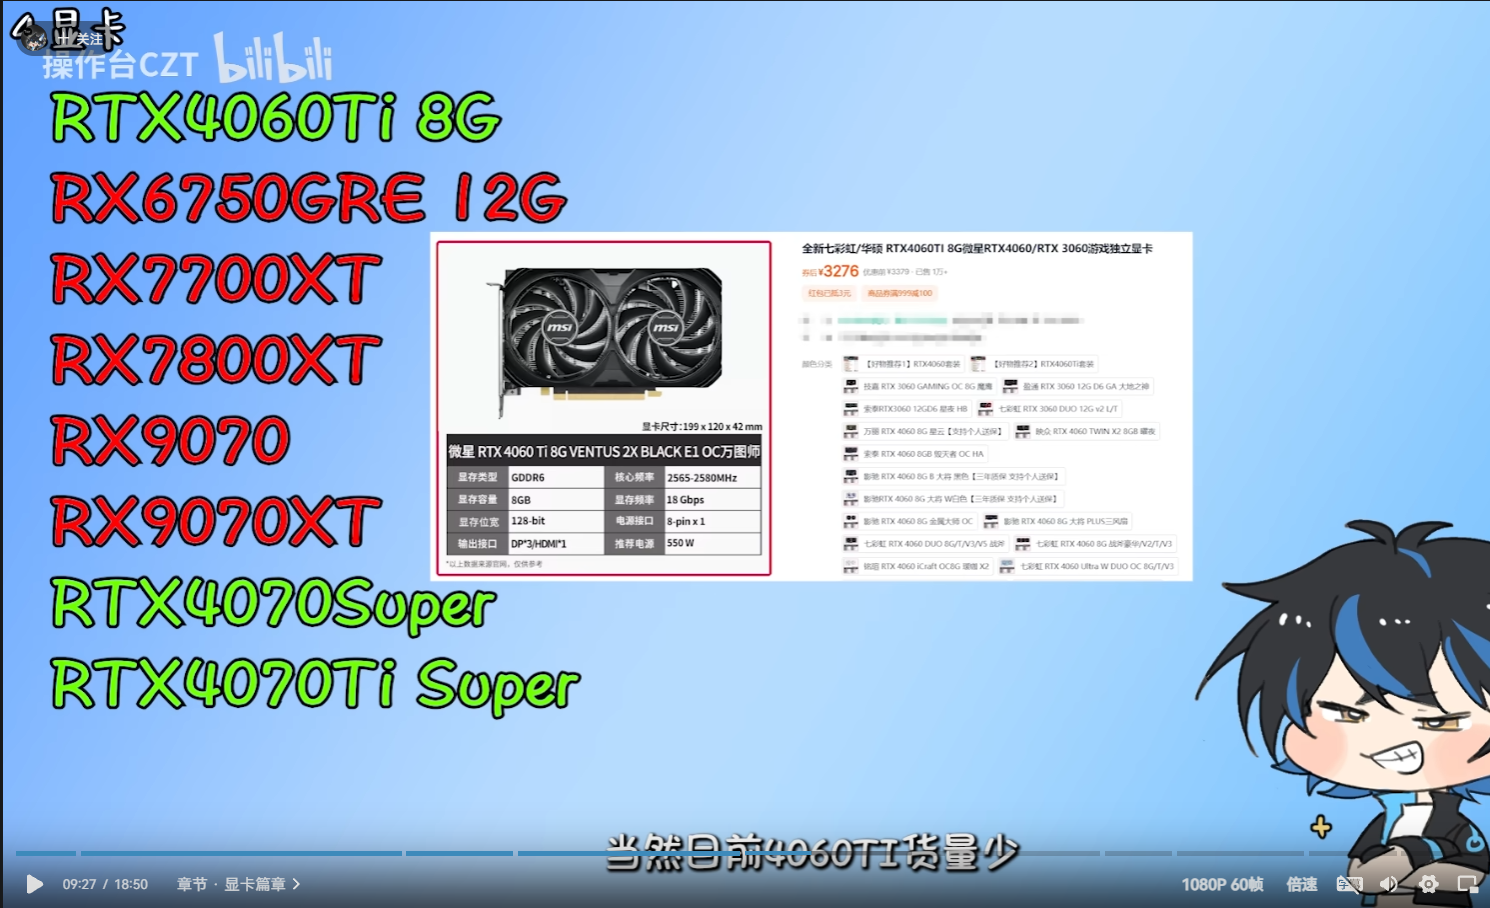 4显卡
+ 关注
操作台CZT bilibili
RTX4060Ti 8G
RX6750GRE 12G
RX7700XT
RX7800XT
RX9070
RX9070XT
RTX4070Super
RTX4070Ti Super
msi msi
显卡尺寸:199 x 120 x 42 mm
微星 RTX 4060 Ti 8G VENTUS 2X BLACK E1 OC万图师
显存类型 GDDR6 核心频率 2565-2580MHz
显存容量 8GB 显存频率 18 Gbps
显存位宽 128-bit 电源接口 8-pin x 1
输出接口 DP*3/HDMI*1 推荐电源 550 W
*以上数据来源官网,仅供参考
全新七彩虹/华硕 RTX4060TI 8G微星RTX4060/RTX 3060游戏独立显卡
券后¥3276 优惠前 ¥3379 · 已售 1万+
红包已抵3元 商品券满999减100
颜色分类 【好物推荐1】RTX4060套装 【好物推荐2】RTX4060Ti套装
技嘉 RTX 3060 GAMING OC 8G 魔鹰 盈通 RTX 3060 12G D6 GA 大地之神
索泰RTX3060 12GD6 星夜 HB 七彩虹 RTX 3060 DUO 12G v2 L/T
万丽 RTX 4060 8G 星云【支持个人送保】 映众 RTX 4060 TWIN X2 8GB 曜夜
索泰 RTX 4060 8GB 毁灭者 OC HA
影驰 RTX 4060 8G B 大将 黑色【三年质保 支持个人送保】
影驰RTX 4060 8G 大将 W白色【三年质保 支持个人送保】
影驰 RTX 4060 8G 金属大师 OC 影驰 RTX 4060 8G 大将 PLUS三风扇
七彩虹 RTX 4060 DUO 8G/T/V3/V5 战斧 七彩虹 RTX 4060 8G 战斧豪华/V2/T/V3
铭瑄 RTX 4060 iCraft OC8G 瑷珈 X2 七彩虹 RTX 4060 Ultra W DUO OC 8G/T/V3
当然目前4060TI货量少
09:27 / 18:50 章节 · 显卡篇章 1080P 60帧 倍速